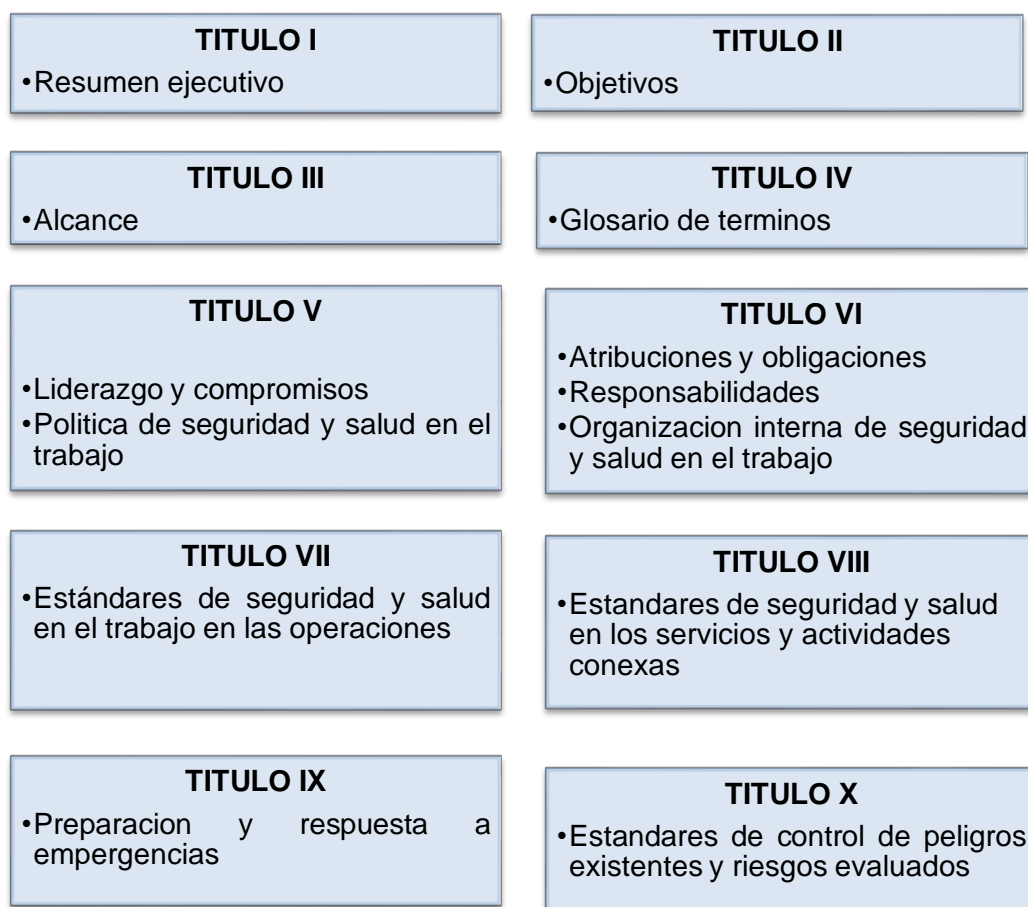 TITULO I
•Resumen ejecutivo
TITULO II
•Objetivos
TITULO III
•Alcance
TITULO IV
•Glosario de terminos
TITULO V
•Liderazgo y compromisos
•Politica de seguridad y salud en el
trabajo
TITULO VI
•Atribuciones y obligaciones
•Responsabilidades
•Organizacion interna de seguridad
y salud en el trabajo
TITULO VII
•Estándares de seguridad y salud
en el trabajo en las operaciones
TITULO VIII
•Estandares de seguridad y salud
en los servicios y actividades
conexas
TITULO IX
•Preparacion y respuesta a
empergencias
TITULO X
•Estandares de control de peligros
existentes y riesgos evaluados